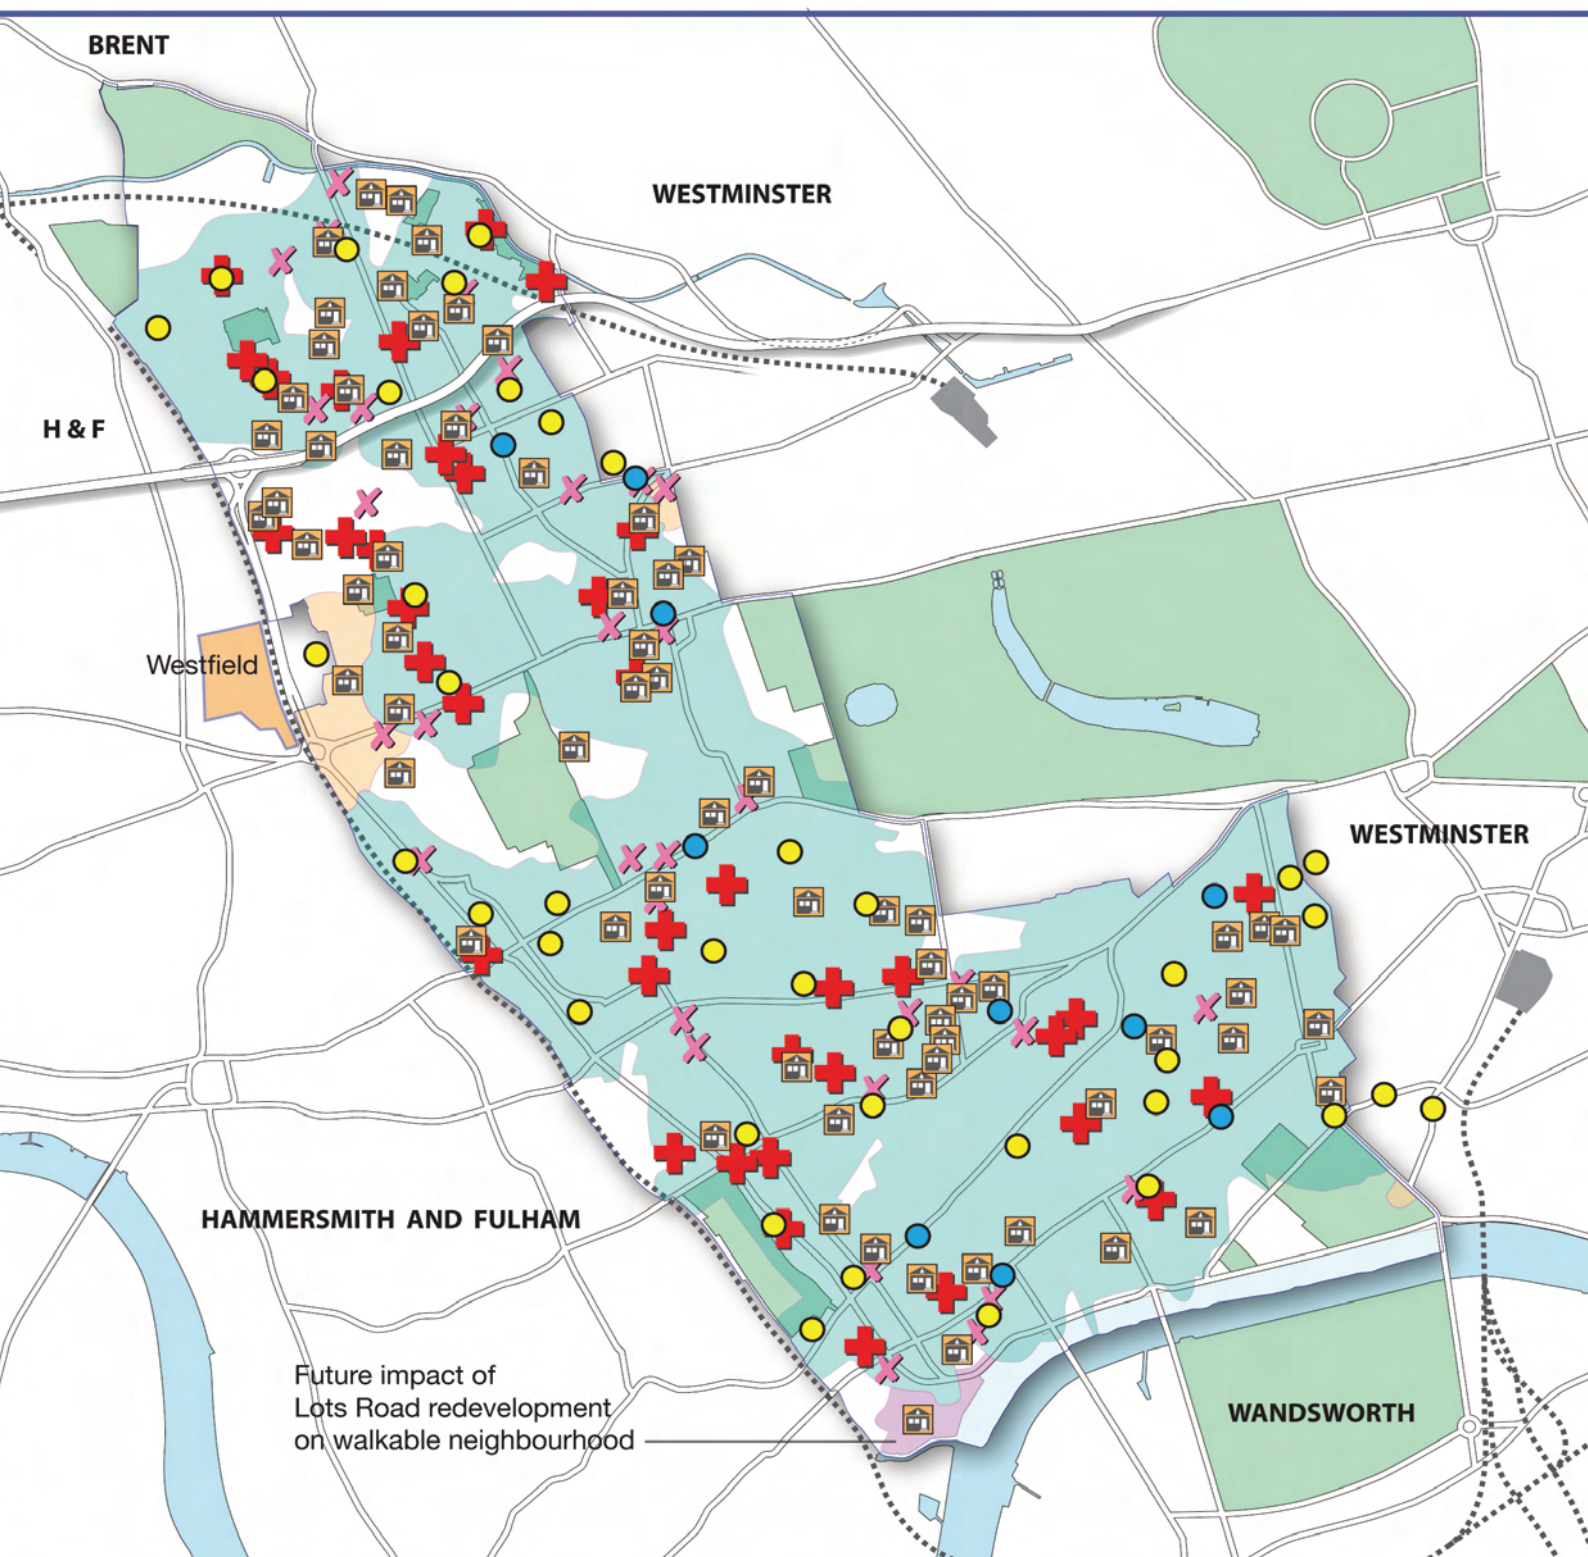 BRENT
WESTMINSTER
H & F
Westfield
WESTMINSTER
HAMMERSMITH AND FULHAM
Future impact of
Lots Road redevelopment
on walkable neighbourhood
WANDSWORTH